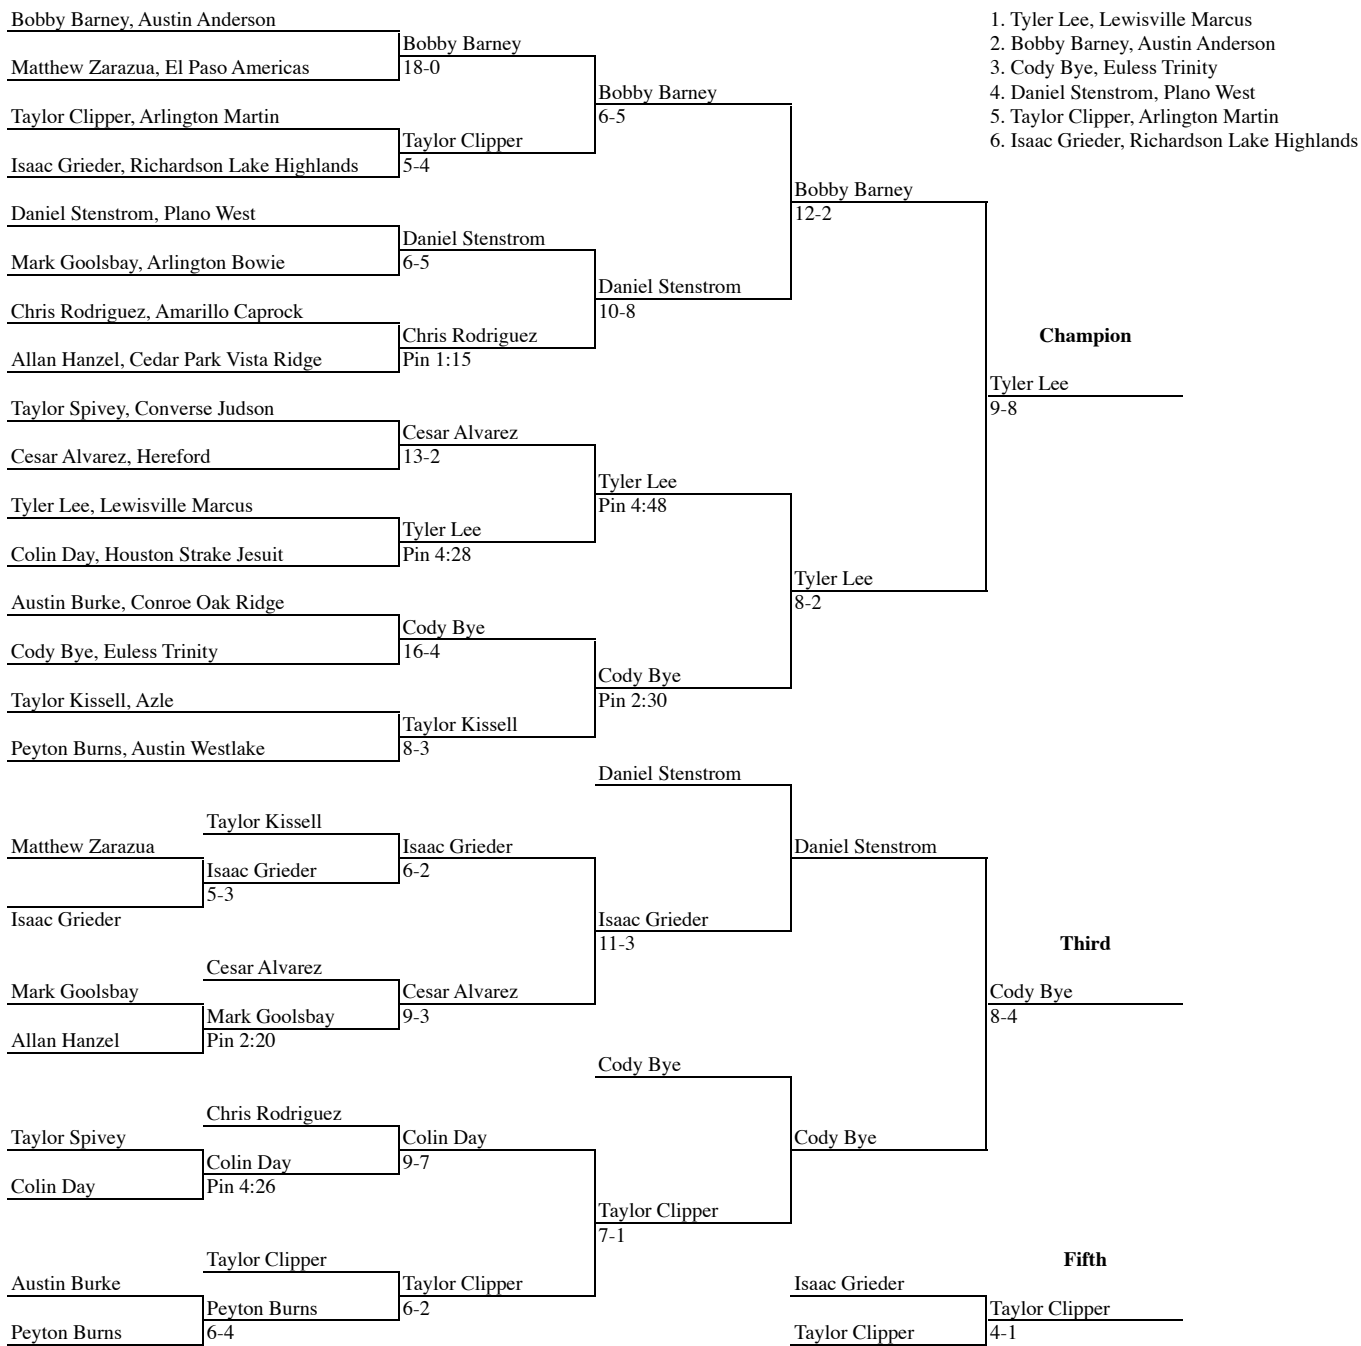 Bobby Barney, Austin Anderson
1. Tyler Lee, Lewisville Marcus
Bobby Barney
2. Bobby Barney, Austin Anderson
Matthew Zarazua, El Paso Americas
18-0
3. Cody Bye, Euless Trinity
Bobby Barney
4. Daniel Stenstrom, Plano West
Taylor Clipper, Arlington Martin
6-5
5. Taylor Clipper, Arlington Martin
Taylor Clipper
6. Isaac Grieder, Richardson Lake Highlands
Isaac Grieder, Richardson Lake Highlands
5-4
Bobby Barney
Daniel Stenstrom, Plano West
12-2
Daniel Stenstrom
Mark Goolsbay, Arlington Bowie
6-5
Daniel Stenstrom
Chris Rodriguez, Amarillo Caprock
10-8
Chris Rodriguez
Champion
Allan Hanzel, Cedar Park Vista Ridge
Pin 1:15
Tyler Lee
Taylor Spivey, Converse Judson
9-8
Cesar Alvarez
Cesar Alvarez, Hereford
13-2
Tyler Lee
Tyler Lee, Lewisville Marcus
Pin 4:48
Tyler Lee
Colin Day, Houston Strake Jesuit
Pin 4:28
Tyler Lee
Austin Burke, Conroe Oak Ridge
8-2
Cody Bye
Cody Bye, Euless Trinity
16-4
Cody Bye
Taylor Kissell, Azle
Pin 2:30
Taylor Kissell
Peyton Burns, Austin Westlake
8-3
Daniel Stenstrom
Taylor Kissell
Matthew Zarazua
Isaac Grieder
Daniel Stenstrom
Isaac Grieder
6-2
5-3
Isaac Grieder
Isaac Grieder
11-3
Third
Cesar Alvarez
Mark Goolsbay
Cesar Alvarez
Cody Bye
Mark Goolsbay
9-3
8-4
Allan Hanzel
Pin 2:20
Cody Bye
Chris Rodriguez
Taylor Spivey
Colin Day
Cody Bye
Colin Day
9-7
Colin Day
Pin 4:26
Taylor Clipper
7-1
Taylor Clipper
Fifth
Austin Burke
Taylor Clipper
Isaac Grieder
Peyton Burns
6-2
Taylor Clipper
Peyton Burns
6-4
Taylor Clipper
4-1